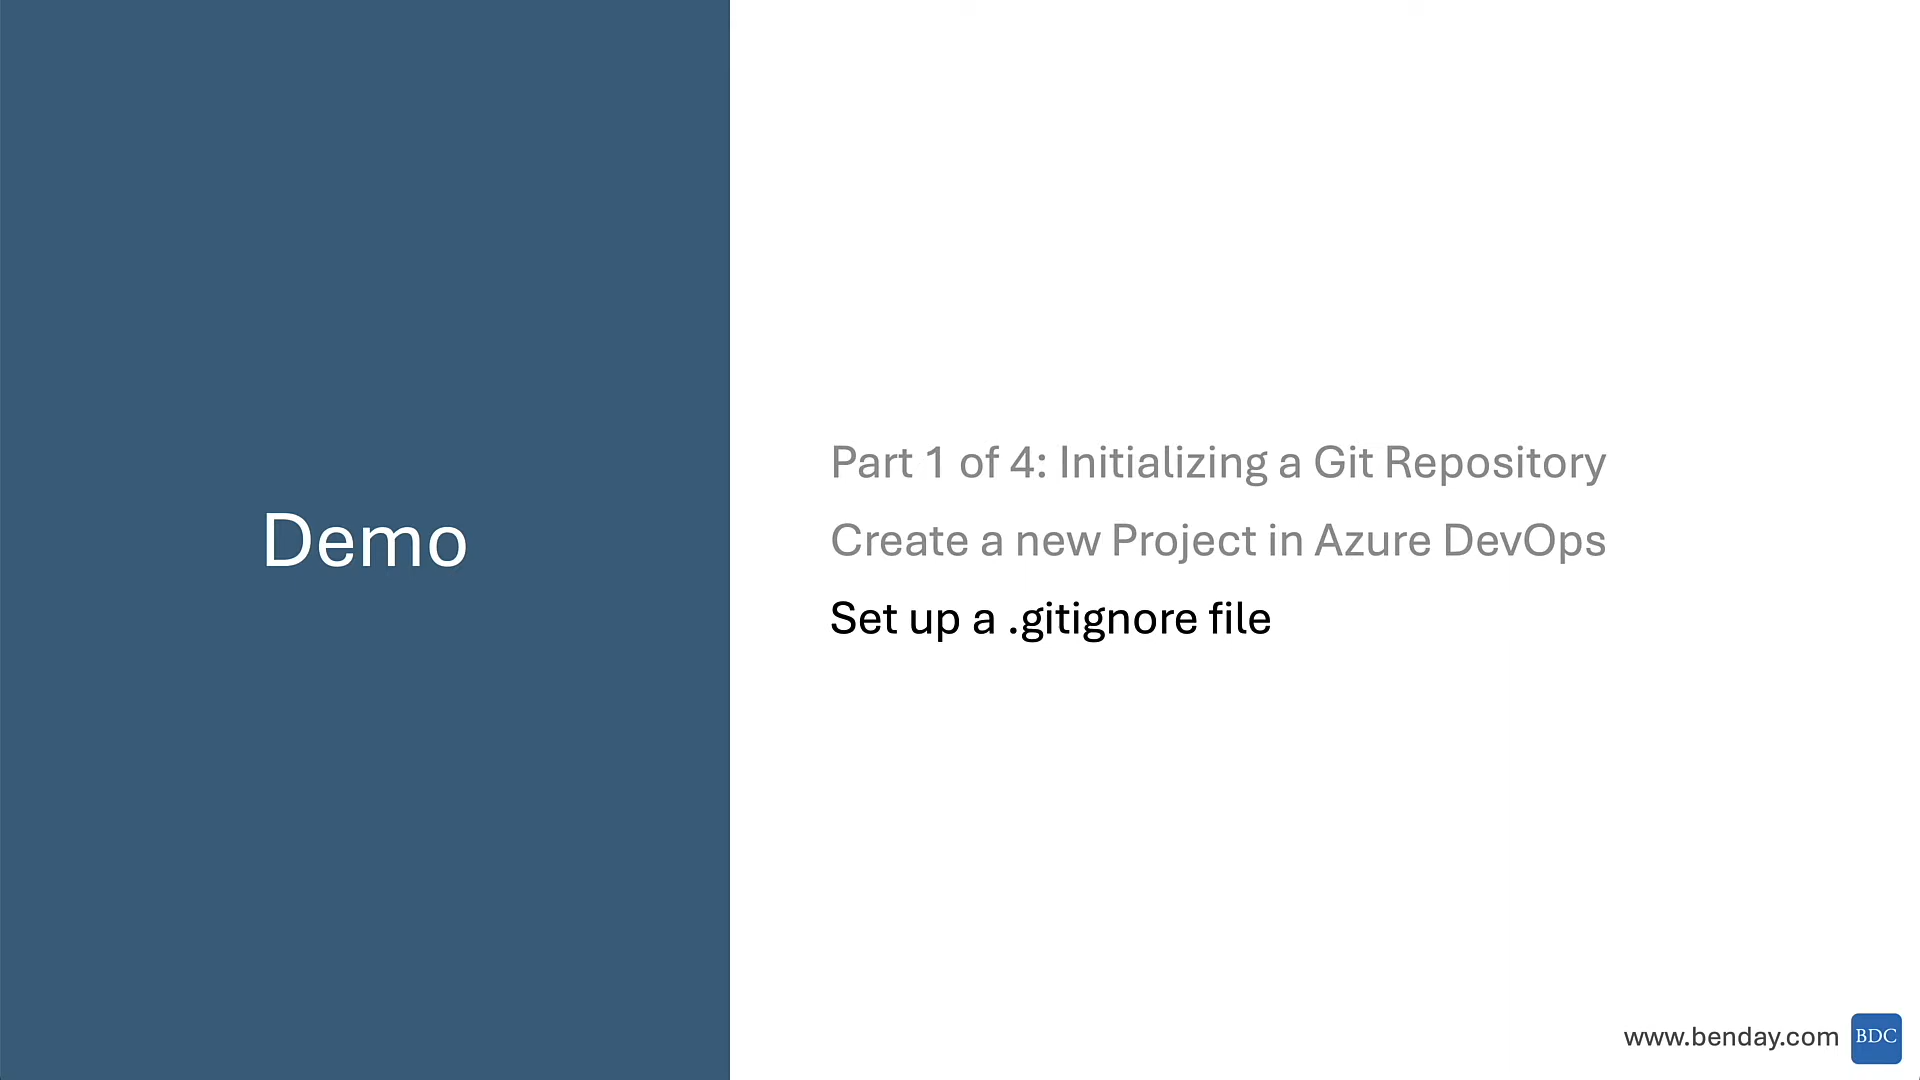 Demo
Part 1 of 4: Initializing a Git Repository
Create a new Project in Azure DevOps
Set up a .gitignore file
www.benday.com
BDC